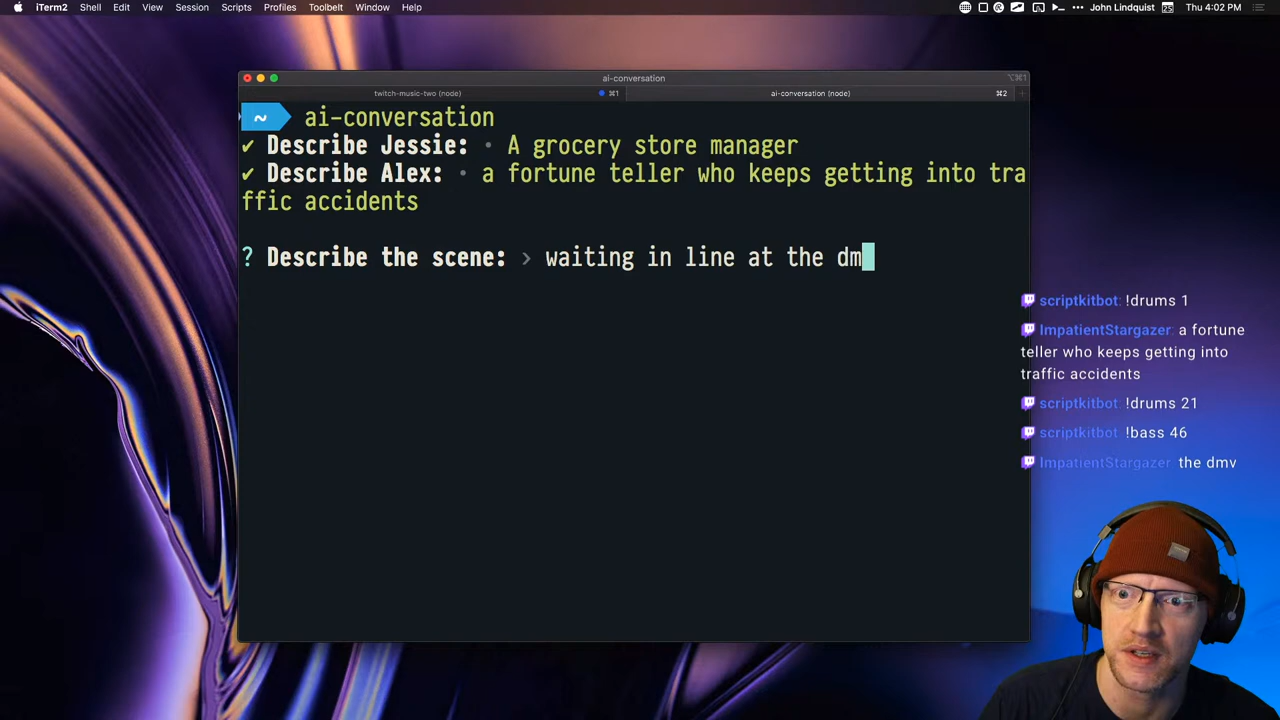 iTerm2 Shell Edit View Session Scripts Profiles Toolbelt Window Help John Lindquist 25 Thu 4:02 PM
ai-conversation ⌥⌘1
twitch-music-two (node) ⌘1 ai-conversation (node) ⌘2
~ ai-conversation
✔ Describe Jessie: · A grocery store manager
✔ Describe Alex: · a fortune teller who keeps getting into tra
ffic accidents
? Describe the scene: › waiting in line at the dm
scriptkitbot: !drums 1
ImpatientStargazer: a fortune
teller who keeps getting into
traffic accidents
scriptkitbot: !drums 21
scriptkitbot: !bass 46
ImpatientStargazer: the dmv